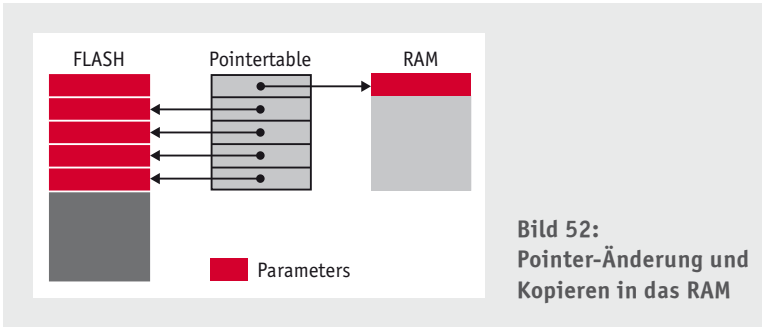 FLASH Pointertable RAM
Parameters
Bild 52:
Pointer-Änderung und
Kopieren in das RAM